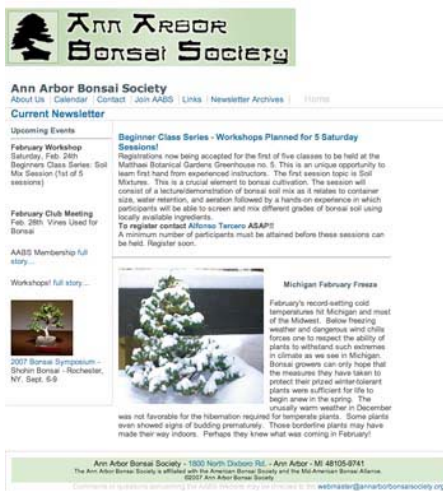 Ann Arbor
Bonsai Society
Ann Arbor Bonsai Society
About Us | Calendar | Contact | Join AABS | Links | Newsletter Archives | Home
Current Newsletter
Upcoming Events
February Workshop
Saturday, Feb. 24th
Beginners Class Series: Soil
Mix Session (1st of 5
sessions)
February Club Meeting
Feb. 28th. Vines Used for
Bonsai
AABS Membership full
story...
Workshops! full story...
2007 Bonsai Symposium -
Shohin Bonsai - Rochester,
NY. Sept. 6-9
Beginner Class Series - Workshops Planned for 5 Saturday
Sessions!
Registrations now being accepted for the first of five classes to be held at the
Matthaei Botanical Gardens Greenhouse no. 5. This is an unique opportunity to
learn first hand from experienced instructors. The first session topic is Soil
Mixtures. This is a crucial element to bonsai cultivation. The session will
consist of a lecture/demonstration of bonsai soil mix as it relates to container
size, water retention, and aeration followed by a hands-on experience in which
participants will be able to screen and mix different grades of bonsai soil using
locally available ingredients.
To register contact Alfonso Tercero ASAP!!
A minimum number of participants must be attained before these sessions can
be held. Register soon.
Michigan February Freeze
February's record-setting cold
temperatures hit Michigan and most
of the Midwest. Below freezing
weather and dangerous wind chills
forces one to respect the ability of
plants to withstand such extremes
in climate as we see in Michigan.
Bonsai growers can only hope that
the measures they have taken to
protect their prized winter-tolerant
plants were sufficient for life to
begin anew in the spring. The
unusally warm weather in December
was not favorable for the hibernation required for temperate plants. Some plants
even showed signs of budding prematurely. Those borderline plants may have
made their way indoors. Perhaps they knew what was coming in February!
Ann Arbor Bonsai Society - 1800 North Dixboro Rd. - Ann Arbor - MI 48105-9741
The Ann Arbor Bonsai Society is affiliated with the American Bonsai Society and the Mid-American Bonsai Alliance.
©2007 Ann Arbor Bonsai Society
Comments or questions concerning the AABS website may be directed to the webmaster@annarborbonsaisociety.org